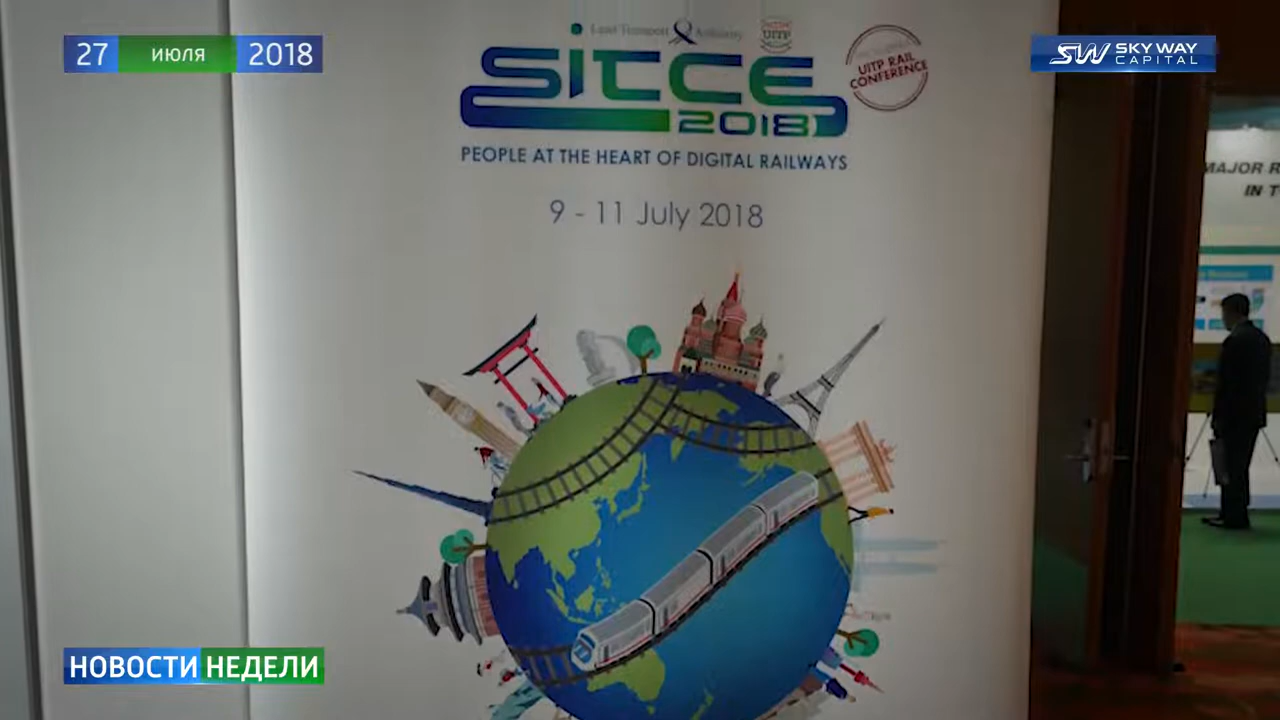 27 июля 2018
SKY WAY
CAPITAL
Land Transport Authority
UITP
SITCE
2018
UITP RAIL
CONFERENCE
PEOPLE AT THE HEART OF DIGITAL RAILWAYS
9 - 11 July 2018
MAJOR R
IN T
НОВОСТИ НЕДЕЛИ